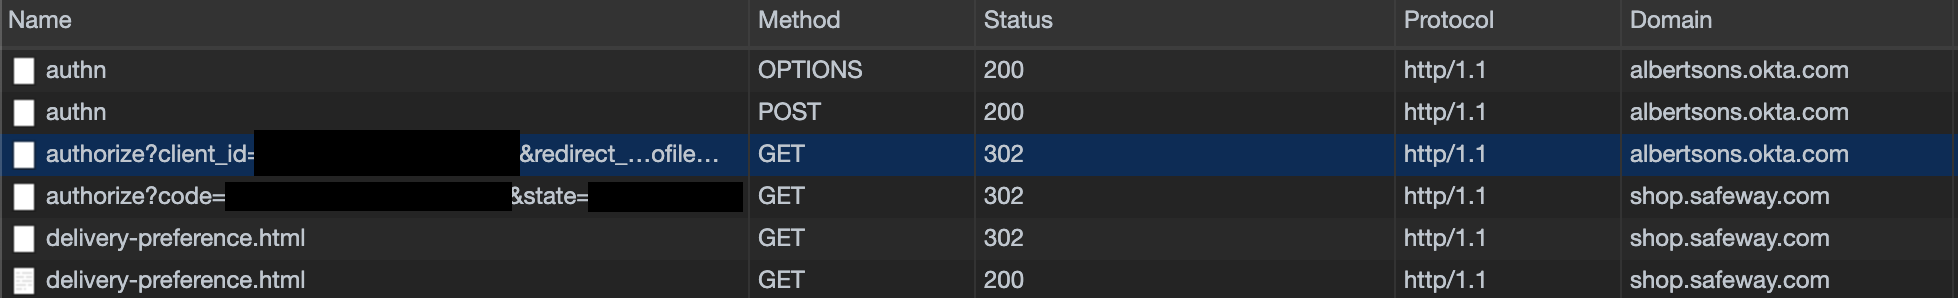 Name Method Status Protocol Domain
authn OPTIONS 200 http/1.1 albertsons.okta.com
authn POST 200 http/1.1 albertsons.okta.com
authorize?client_id= &redirect_...ofile... GET 302 http/1.1 albertsons.okta.com
authorize?code= &state= GET 302 http/1.1 shop.safeway.com
delivery-preference.html GET 302 http/1.1 shop.safeway.com
delivery-preference.html GET 200 http/1.1 shop.safeway.com